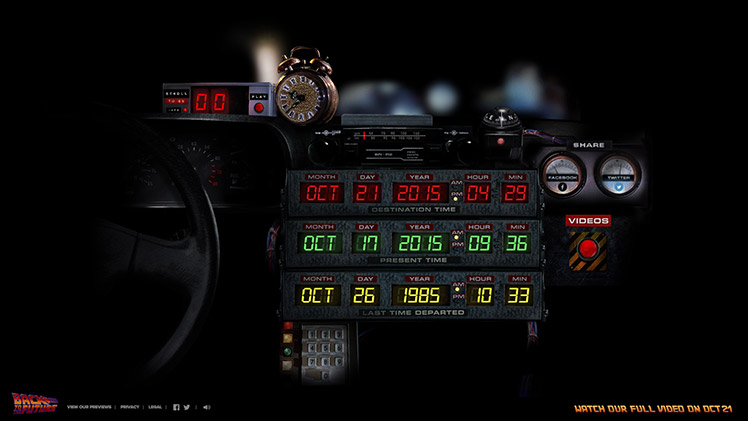 SCROLL
TO 88
00
PLAY
SHARE
FACEBOOK
TWITTER
VIDEOS
MONTH DAY YEAR AM HOUR MIN
OCT 21 2015 PM 04 29
DESTINATION TIME
MONTH DAY YEAR AM HOUR MIN
OCT 17 2015 PM 09 36
PRESENT TIME
MONTH DAY YEAR AM HOUR MIN
OCT 26 1985 PM 10 33
LAST TIME DEPARTED
BACK TO THE FUTURE
VIEW OUR PREVIEWS | PRIVACY | LEGAL |
WATCH OUR FULL VIDEO ON OCT 21